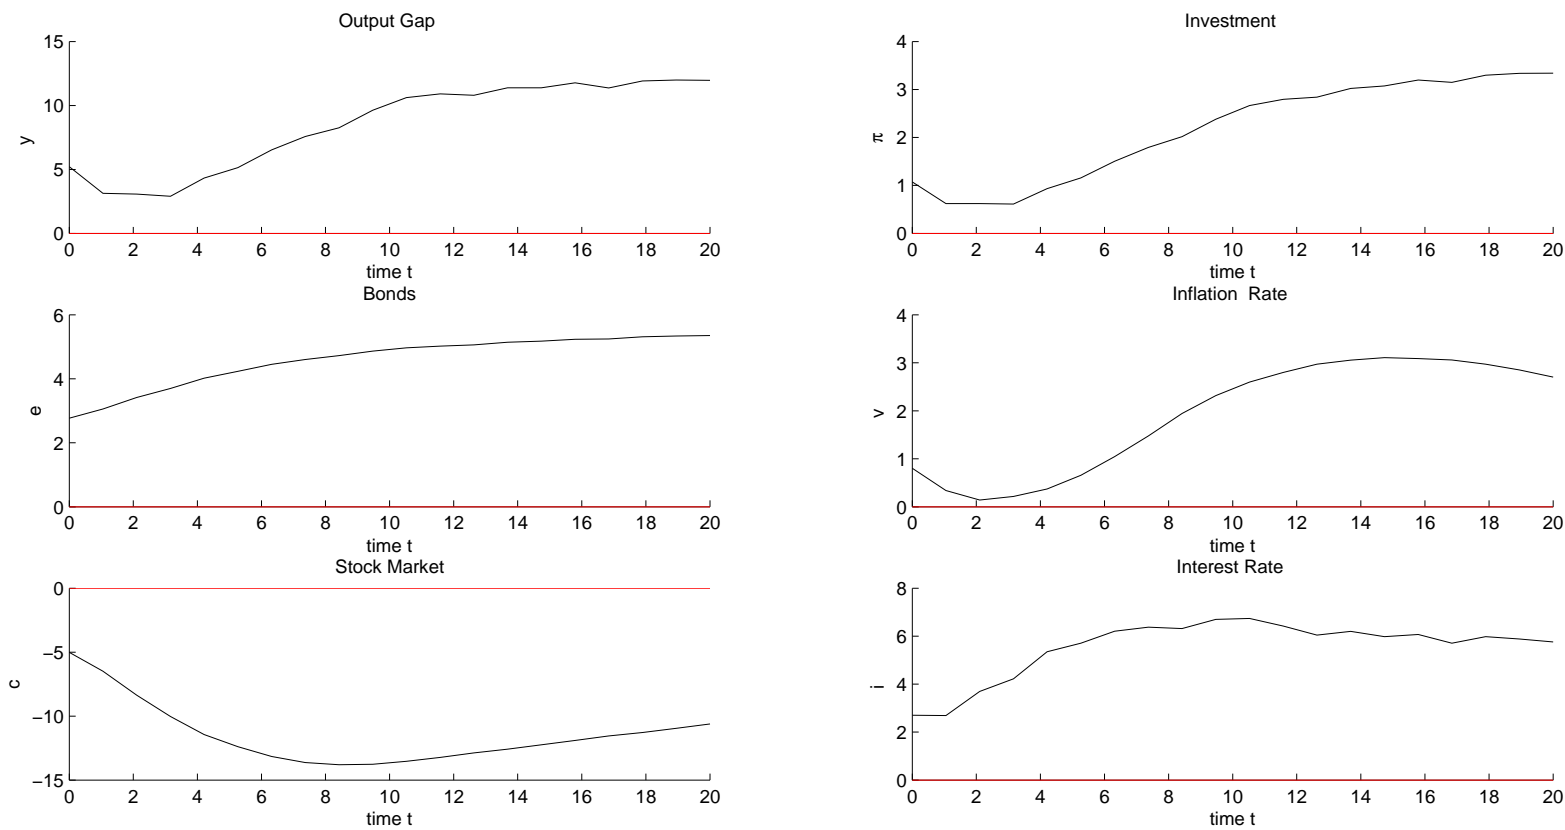 Output Gap
15
10
5
0
y
0 2 4 6 8 10 12 14 16 18 20
time t
Investment
4
3
2
1
0
π
0 2 4 6 8 10 12 14 16 18 20
time t
Bonds
6
4
2
0
e
0 2 4 6 8 10 12 14 16 18 20
time t
Inflation Rate
4
3
2
1
0
v
0 2 4 6 8 10 12 14 16 18 20
time t
Stock Market
0
−5
−10
−15
c
0 2 4 6 8 10 12 14 16 18 20
time t
Interest Rate
8
6
4
2
0
i
0 2 4 6 8 10 12 14 16 18 20
time t